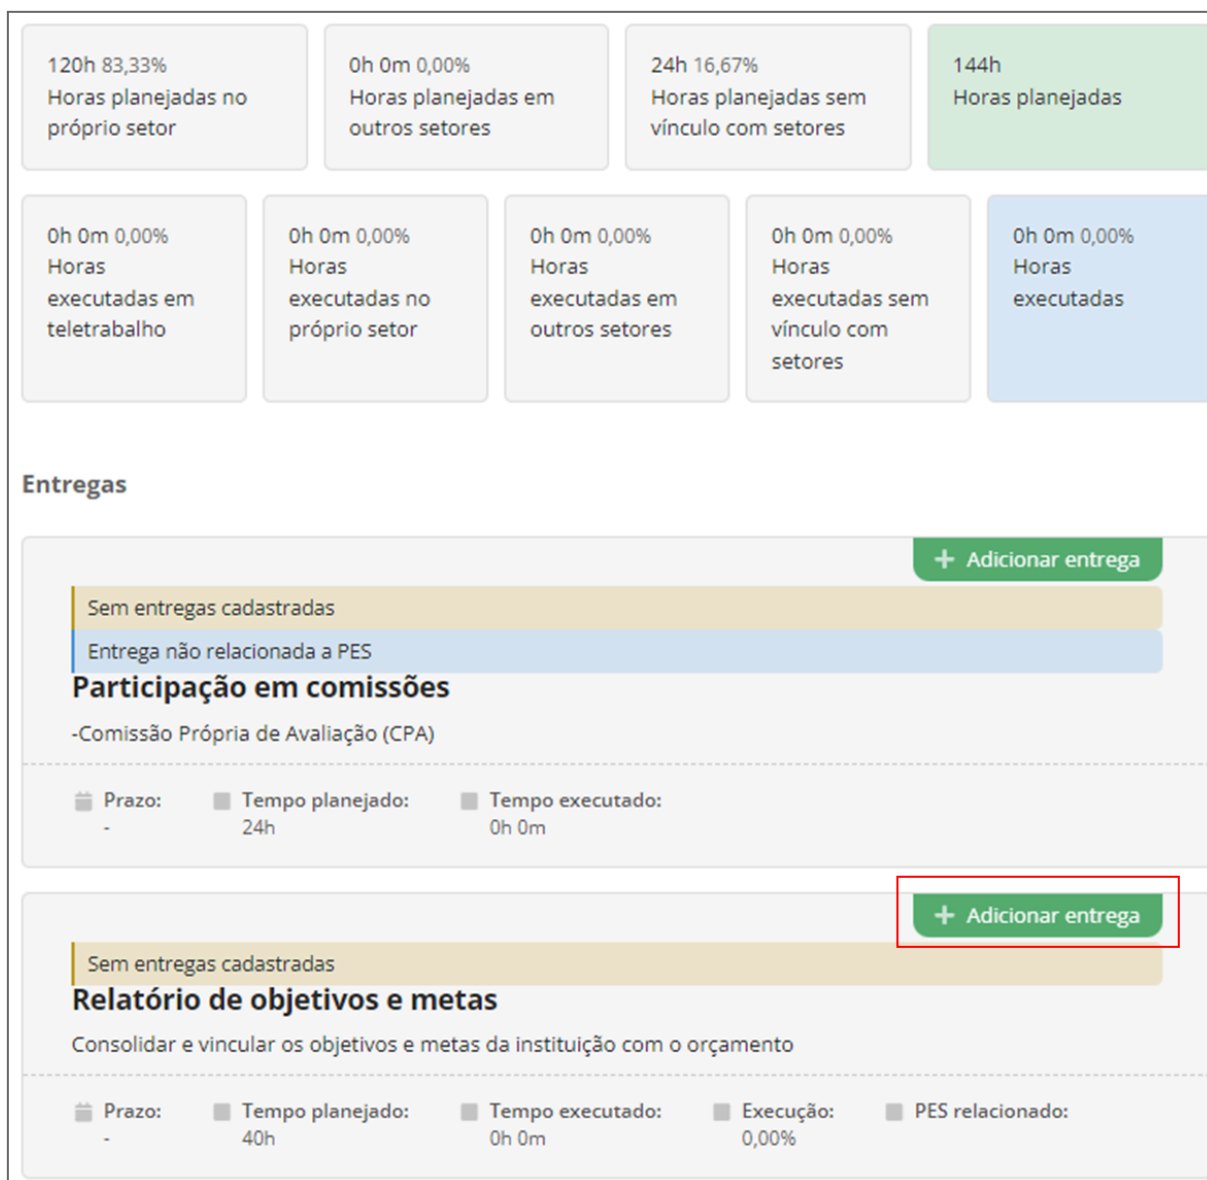 120h 83,33%
Horas planejadas no
próprio setor
0h 0m 0,00%
Horas planejadas em
outros setores
24h 16,67%
Horas planejadas sem
vínculo com setores
144h
Horas planejadas
0h 0m 0,00%
Horas
executadas em
teletrabalho
0h 0m 0,00%
Horas
executadas no
próprio setor
0h 0m 0,00%
Horas
executadas em
outros setores
0h 0m 0,00%
Horas
executadas sem
vínculo com
setores
0h 0m 0,00%
Horas
executadas
Entregas
+ Adicionar entrega
Sem entregas cadastradas
Entrega não relacionada a PES
Participação em comissões
-Comissão Própria de Avaliação (CPA)
Prazo: Tempo planejado: Tempo executado:
- 24h 0h 0m
+ Adicionar entrega
Sem entregas cadastradas
Relatório de objetivos e metas
Consolidar e vincular os objetivos e metas da instituição com o orçamento
Prazo: Tempo planejado: Tempo executado: Execução: PES relacionado:
- 40h 0h 0m 0,00%